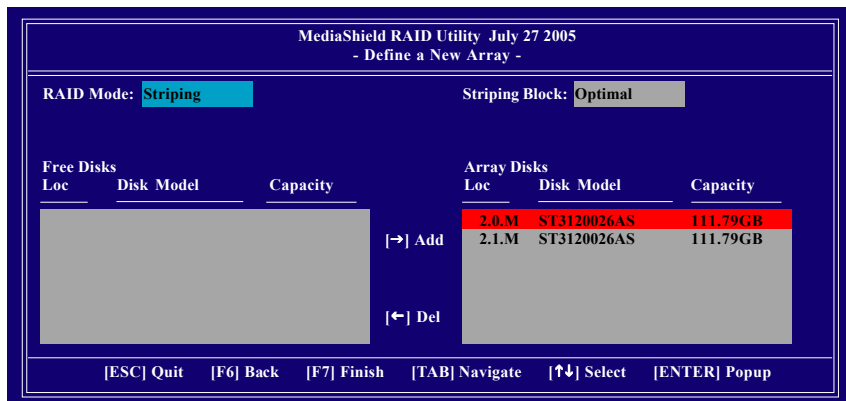 MediaShield RAID Utility July 27 2005
- Define a New Array -
RAID Mode: Striping Striping Block: Optimal
Free Disks Array Disks
Loc Disk Model Capacity Loc Disk Model Capacity
2.0.M ST3120026AS 111.79GB
[→] Add 2.1.M ST3120026AS 111.79GB
[←] Del
[ESC] Quit [F6] Back [F7] Finish [TAB] Navigate [↑↓] Select [ENTER] Popup